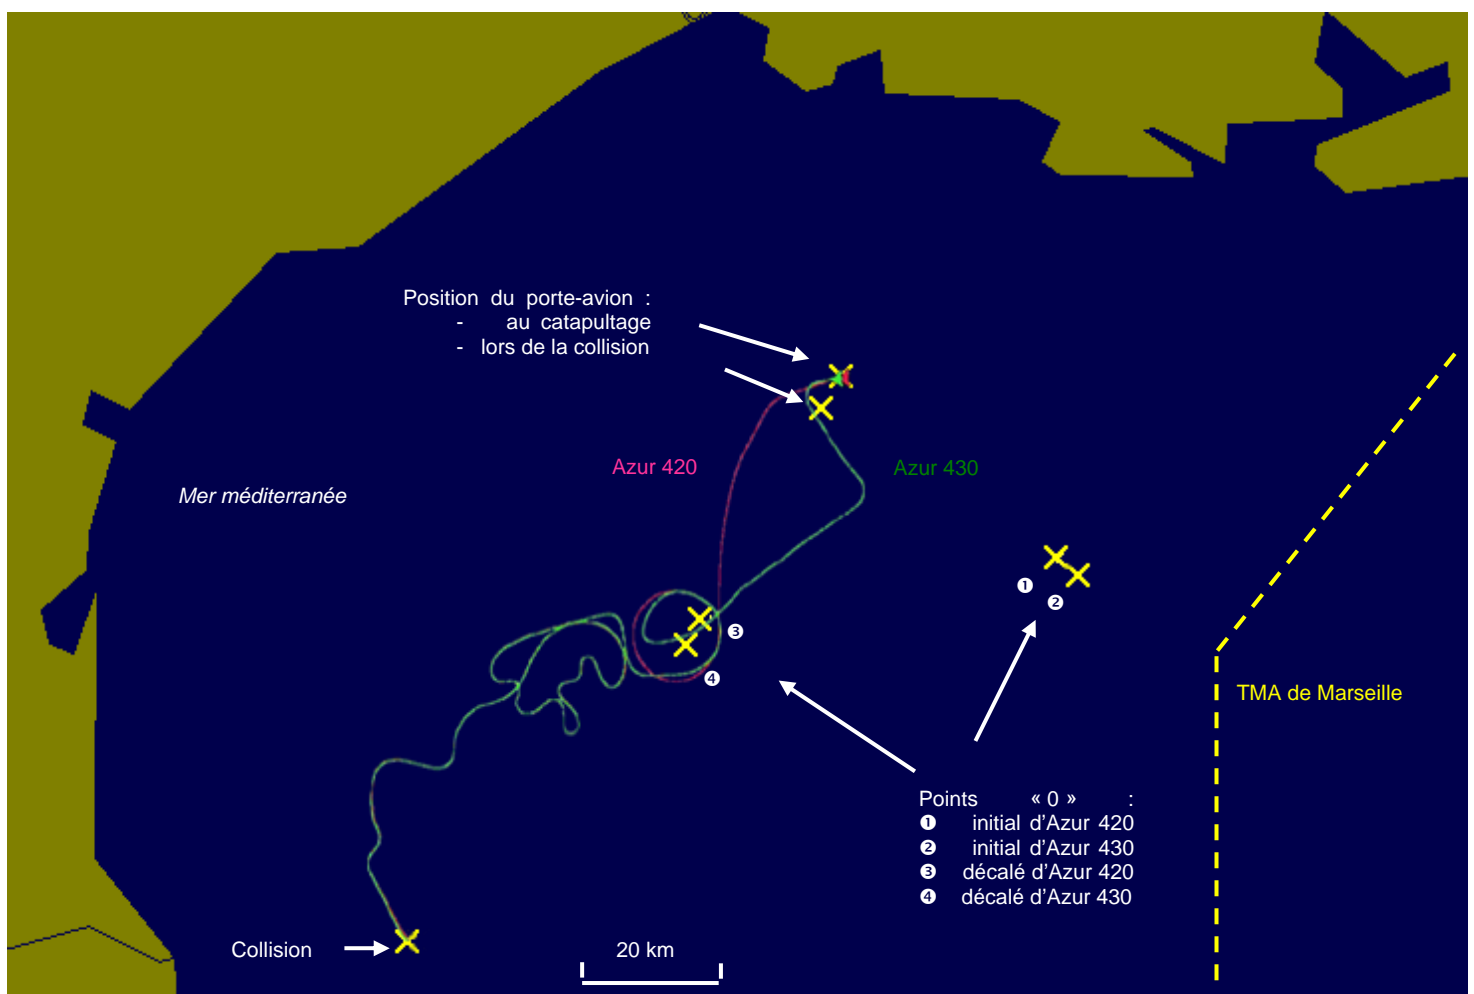 Position du porte-avion :
- au catapultage
- lors de la collision
Azur 420
Azur 430
Mer méditerranée
❶
❷
❸
❹
TMA de Marseille
Points « 0 » :
❶ initial d'Azur 420
❷ initial d'Azur 430
❸ décalé d'Azur 420
❹ décalé d'Azur 430
Collision
20 km